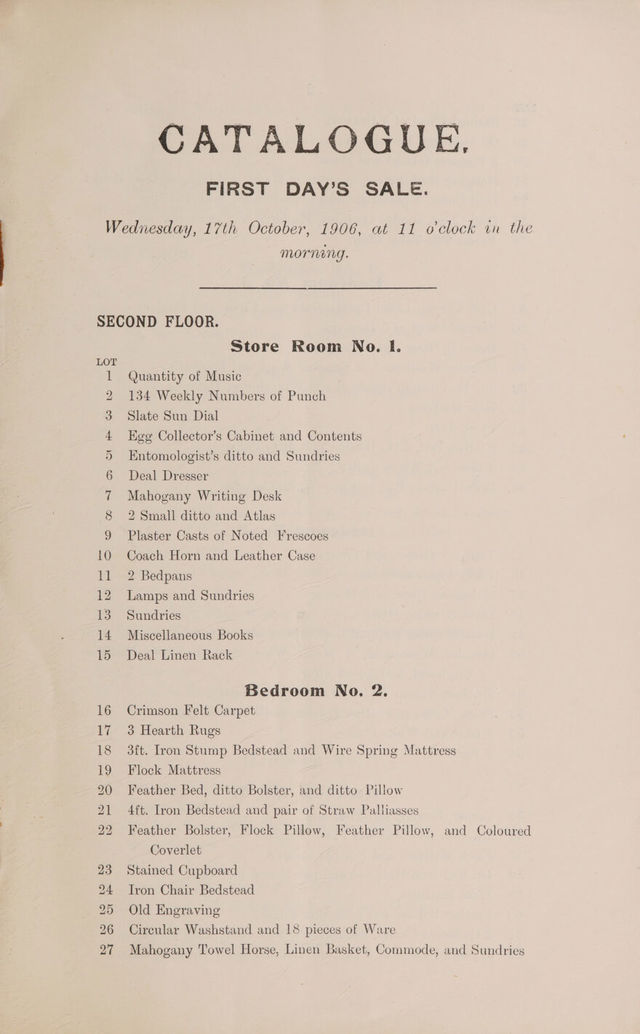 CATALOGUE.
FIRST DAY'S SALE.
Wednesday, 17th October, 1906, at 11 o'clock in the
morning.
SECOND FLOOR.
Store Room No. 1.
LOT
1 Quantity of Music
2 134 Weekly Numbers of Punch
3 Slate Sun Dial
4 Egg Collector's Cabinet and Contents
5 Entomologist's ditto and Sundries
6 Deal Dresser
7 Mahogany Writing Desk
8 2 Small ditto and Atlas
9 Plaster Casts of Noted Frescoes
10 Coach Horn and Leather Case
11 2 Bedpans
12 Lamps and Sundries
13 Sundries
14 Miscellaneous Books
15 Deal Linen Rack
Bedroom No. 2.
16 Crimson Felt Carpet
17 3 Hearth Rugs
18 3ft. Iron Stump Bedstead and Wire Spring Mattress
19 Flock Mattress
20 Feather Bed, ditto Bolster, and ditto Pillow
21 4ft. Iron Bedstead and pair of Straw Palliasses
22 Feather Bolster, Flock Pillow, Feather Pillow, and Coloured
Coverlet
23 Stained Cupboard
24 Iron Chair Bedstead
25 Old Engraving
26 Circular Washstand and 18 pieces of Ware
27 Mahogany Towel Horse, Linen Basket, Commode, and Sundries